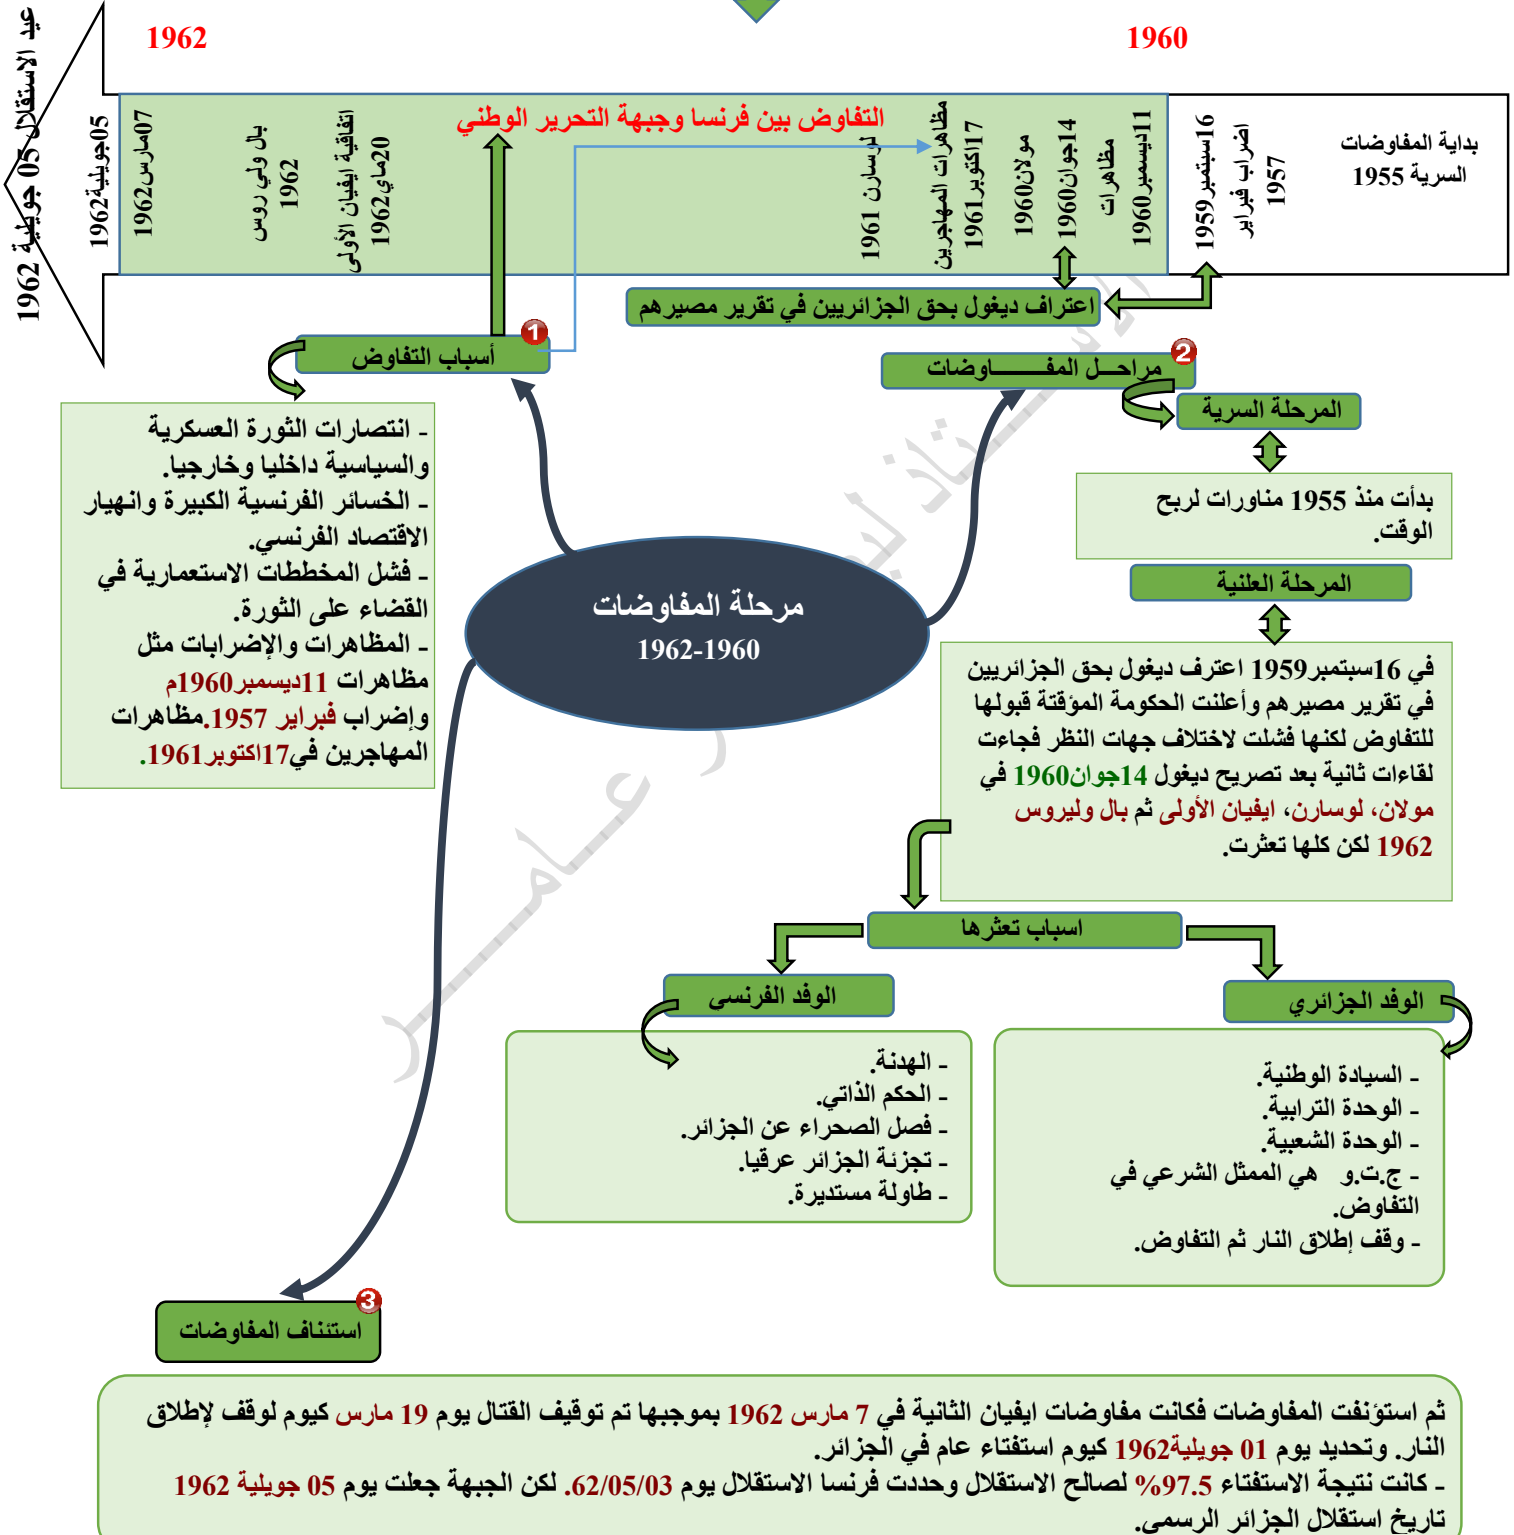 1960
1962
بداية المفاوضات
السرية 1955
اضراب فبراير
1957
16سبتمبر1959
11ديسمبر1960
مظاهرات
14جوان1960
مولان1960
17اكتوبر1961
مظاهرات المهاجرين
لوسارن 1961
التفاوض بين فرنسا وجبهة التحرير الوطني
20ماي1962
اتفاقية ايفيان الأولى
1962
بال ولي روس
07مارس1962
05جويلية1962
عيد الاستقلال 05 جويلية 1962
اعتراف ديغول بحق الجزائريين في تقرير مصيرهم
1
أسباب التفاوض
- انتصارات الثورة العسكرية
والسياسية داخليا وخارجيا.
- الخسائر الفرنسية الكبيرة وانهيار
الاقتصاد الفرنسي.
- فشل المخططات الاستعمارية في
القضاء على الثورة.
- المظاهرات والإضرابات مثل
مظاهرات 11ديسمبر1960م
وإضراب فبراير 1957.مظاهرات
المهاجرين في17اكتوبر1961.
مرحلة المفاوضات
1962-1960
2
مراحـــل المفـــــــــاوضات
المرحلة السرية
بدأت منذ 1955 مناورات لربح
الوقت.
المرحلة العلنية
في 16سبتمبر1959 اعترف ديغول بحق الجزائريين
في تقرير مصيرهم وأعلنت الحكومة المؤقتة قبولها
للتفاوض لكنها فشلت لاختلاف جهات النظر فجاءت
لقاءات ثانية بعد تصريح ديغول 14جوان1960 في
مولان، لوسارن، ايفيان الأولى ثم بال وليروس
1962 لكن كلها تعثرت.
اسباب تعثرها
الوفد الجزائري
- السيادة الوطنية.
- الوحدة الترابية.
- الوحدة الشعبية.
- ج.ت.و هي الممثل الشرعي في
التفاوض.
- وقف إطلاق النار ثم التفاوض.
الوفد الفرنسي
- الهدنة.
- الحكم الذاتي.
- فصل الصحراء عن الجزائر.
- تجزئة الجزائر عرقيا.
- طاولة مستديرة.
3
استئناف المفاوضات
ثم استؤنفت المفاوضات فكانت مفاوضات ايفيان الثانية في 7 مارس 1962 بموجبها تم توقيف القتال يوم 19 مارس كيوم لوقف لإطلاق
النار. وتحديد يوم 01 جويلية1962 كيوم استفتاء عام في الجزائر.
- كانت نتيجة الاستفتاء 97.5% لصالح الاستقلال وحددت فرنسا الاستقلال يوم 62/05/03. لكن الجبهة جعلت يوم 05 جويلية 1962
تاريخ استقلال الجزائر الرسمي.